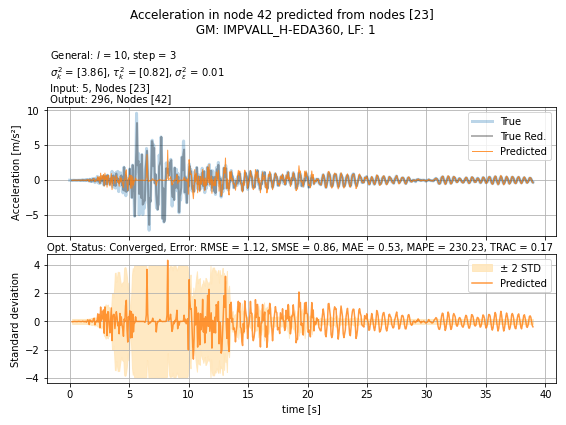 Acceleration in node 42 predicted from nodes [23]
GM: IMPVALL_H-EDA360, LF: 1
General: l = 10, step = 3
σ²ₖ = [3.86], τ²ₖ = [0.82], σ²ε = 0.01
Input: 5, Nodes [23]
Output: 296, Nodes [42]
Acceleration [m/s²]
10
5
0
−5
True
True Red.
Predicted
Opt. Status: Converged, Error: RMSE = 1.12, SMSE = 0.86, MAE = 0.53, MAPE = 230.23, TRAC = 0.17
Standard deviation
4
2
0
−2
−4
± 2 STD
Predicted
0 5 10 15 20 25 30 35 40
time [s]